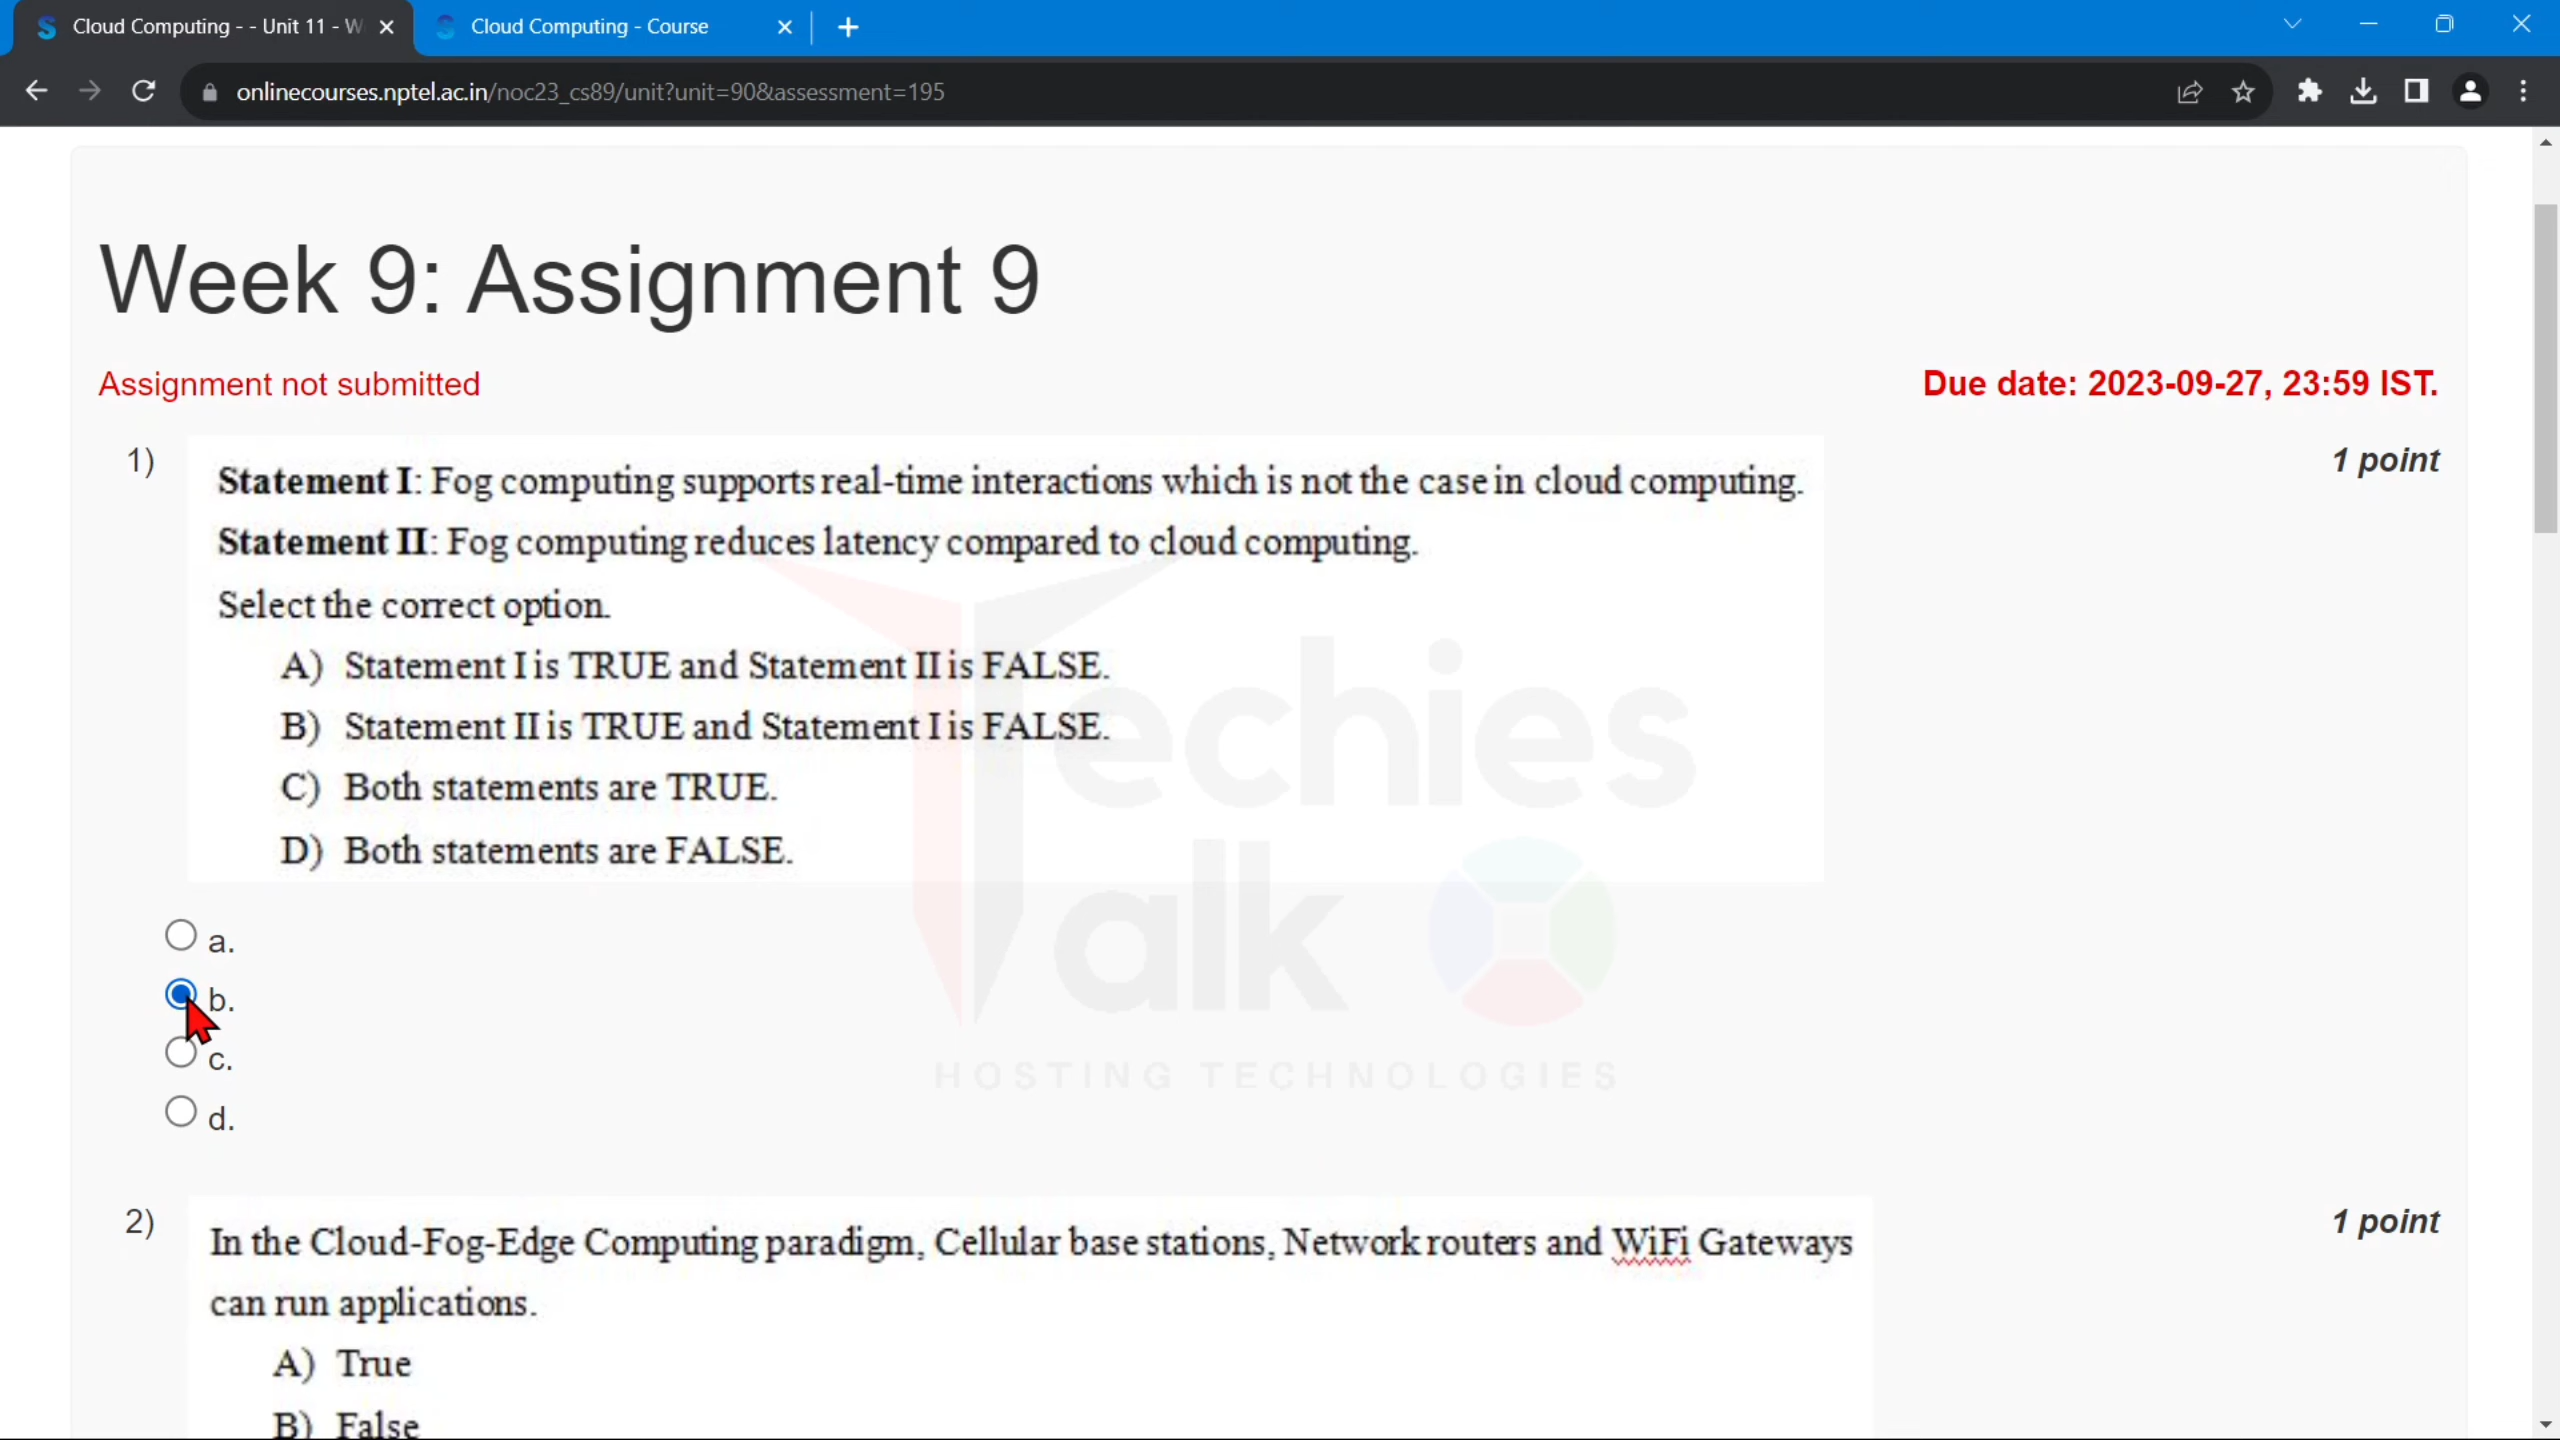 Cloud Computing - - Unit 11 - W
Cloud Computing - Course
onlinecourses.nptel.ac.in/noc23_cs89/unit?unit=90&assessment=195
Week 9: Assignment 9
Assignment not submitted
Due date: 2023-09-27, 23:59 IST.
1)
1 point
Statement I: Fog computing supports real-time interactions which is not the case in cloud computing.
Statement II: Fog computing reduces latency compared to cloud computing.
Select the correct option.
A) Statement I is TRUE and Statement II is FALSE.
B) Statement II is TRUE and Statement I is FALSE.
C) Both statements are TRUE.
D) Both statements are FALSE.
Techies
Talk
HOSTING TECHNOLOGIES
a.
b.
c.
d.
2)
1 point
In the Cloud-Fog-Edge Computing paradigm, Cellular base stations, Network routers and WiFi Gateways
can run applications.
A) True
B) False